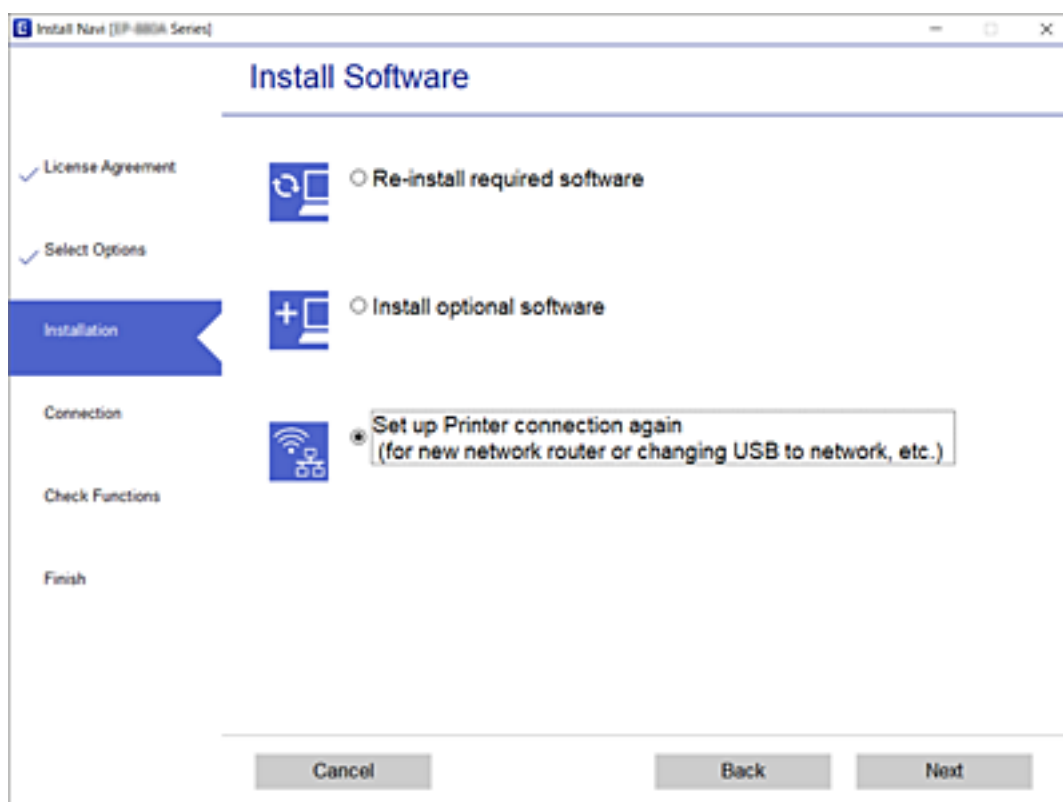 Install Navi [ Series]
Install Software
License Agreement
Select Options
Installation
Connection
Check Functions
Finish
Re-install required software
Install optional software
Set up Printer connection again
(for new network router or changing USB to network, etc.)
Cancel
Back
Next